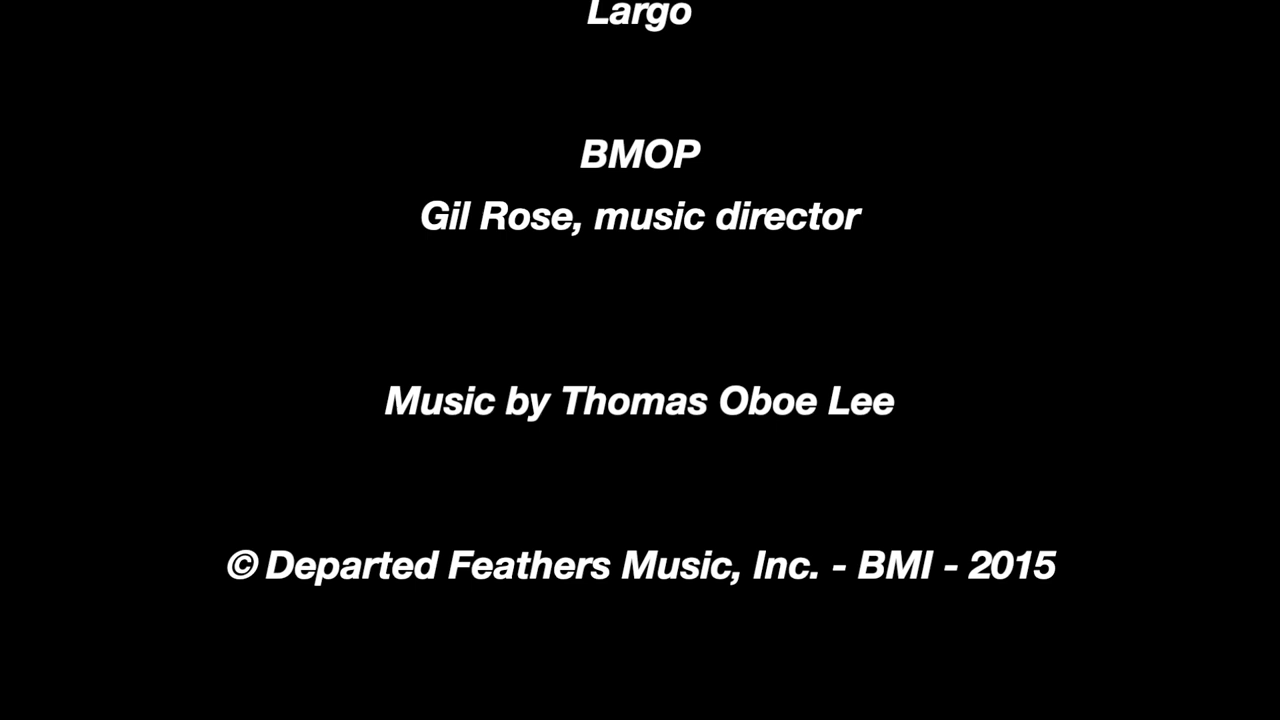 Largo
BMOP
Gil Rose, music director
Music by Thomas Oboe Lee
© Departed Feathers Music, Inc. - BMI - 2015